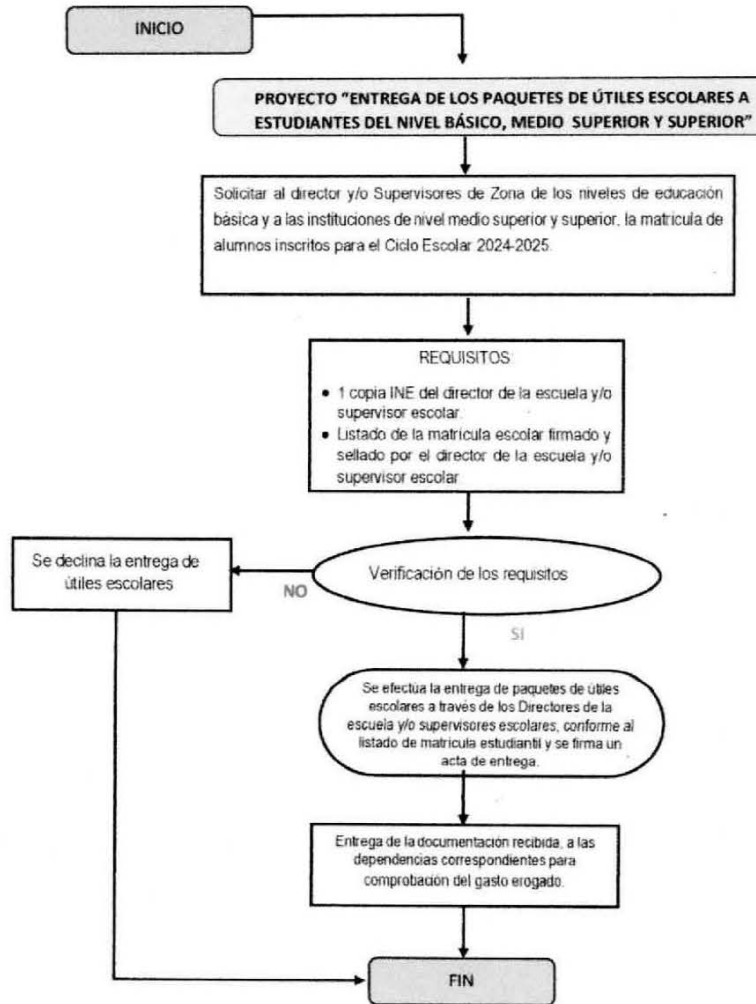 INICIO
PROYECTO "ENTREGA DE LOS PAQUETES DE ÚTILES ESCOLARES A
ESTUDIANTES DEL NIVEL BÁSICO, MEDIO SUPERIOR Y SUPERIOR"
Solicitar al director y/o Supervisores de Zona de los niveles de educación
básica y a las instituciones de nivel medio superior y superior, la matrícula de
alumnos inscritos para el Ciclo Escolar 2024-2025.
REQUISITOS:
• 1 copia INE del director de la escuela y/o
supervisor escolar.
• Listado de la matrícula escolar firmado y
sellado por el director de la escuela y/o
supervisor escolar
Se declina la entrega de
útiles escolares
NO
Verificación de los requisitos
SI
Se efectúa la entrega de paquetes de útiles
escolares a través de los Directores de la
escuela y/o supervisores escolares, conforme al
listado de matrícula estudiantil y se firma un
acta de entrega.
Entrega de la documentación recibida, a las
dependencias correspondientes para
comprobación del gasto erogado.
FIN